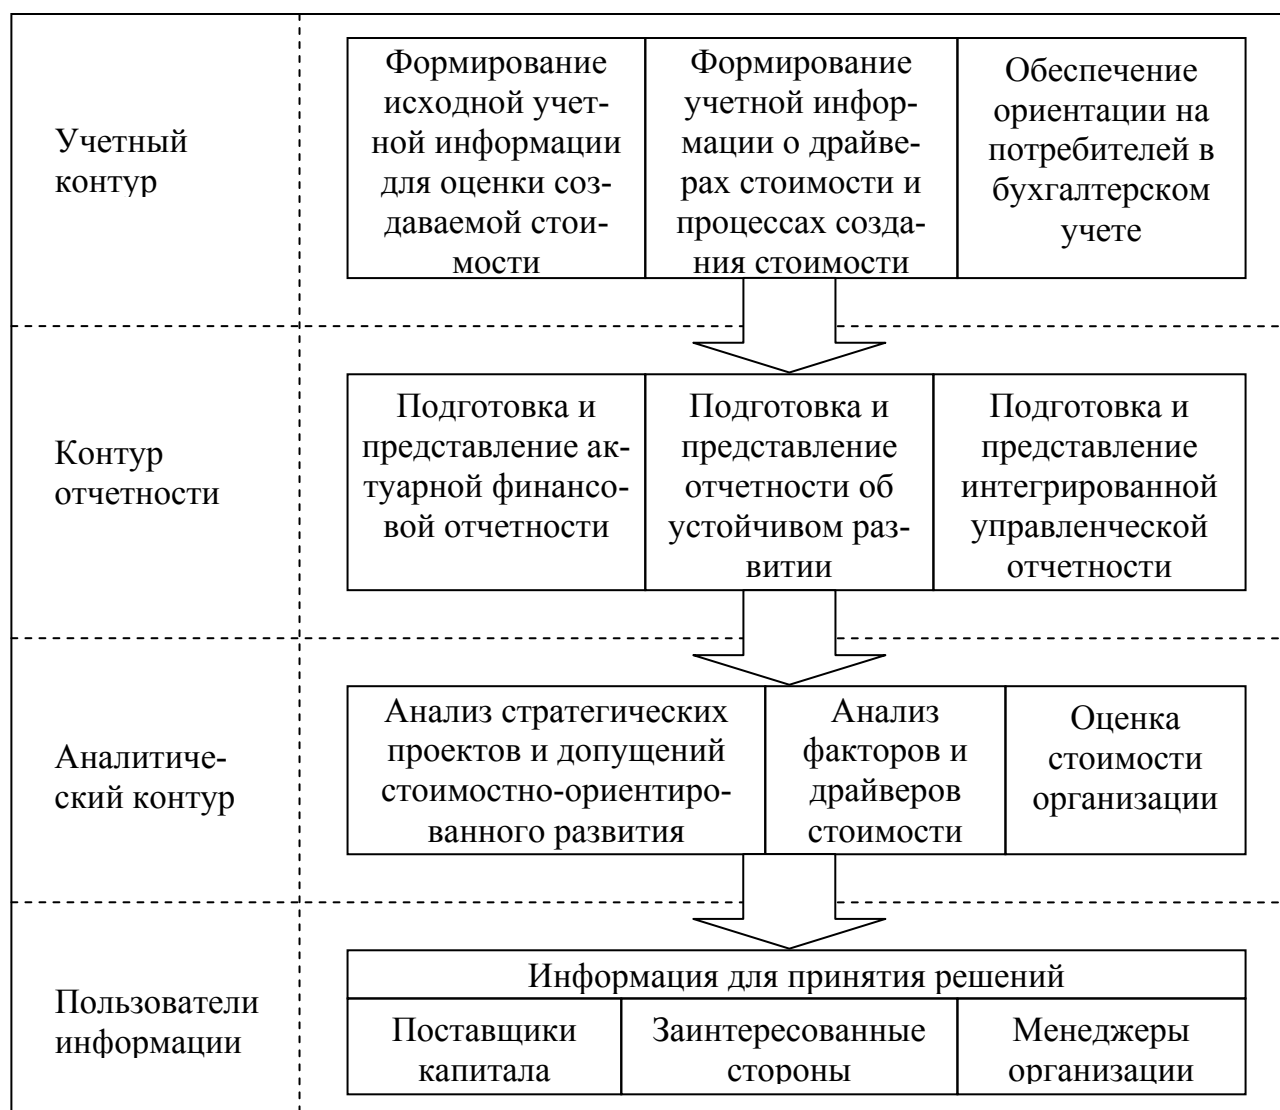 Учетный
контур
Формирование
исходной учет-
ной информации
для оценки соз-
даваемой стои-
мости
Формирование
учетной инфор-
мации о драйве-
рах стоимости и
процессах созда-
ния стоимости
Обеспечение
ориентации на
потребителей в
бухгалтерском
учете
Контур
отчетности
Подготовка и
представление ак-
туарной финансо-
вой отчетности
Подготовка и
представление
отчетности об
устойчивом раз-
витии
Подготовка и
представление
интегрированной
управленческой
отчетности
Аналитиче-
ский контур
Анализ стратегических
проектов и допущений
стоимостно-ориентиро-
ванного развития
Анализ
факторов и
драйверов
стоимости
Оценка
стоимости
организации
Пользователи
информации
Информация для принятия решений
Поставщики
капитала
Заинтересованные
стороны
Менеджеры
организации